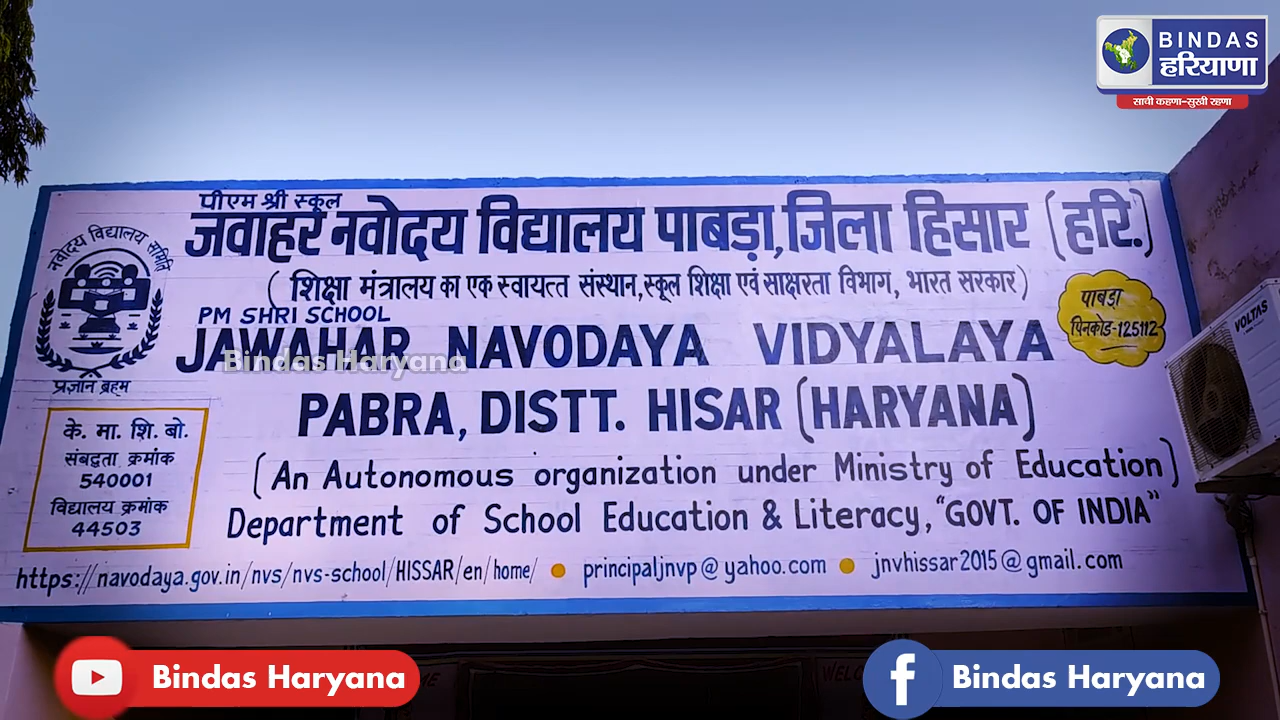 BINDAS
हरियाणा
साची कहणा-सुखी रहणा
नवोदय विद्यालय समिति
प्रज्ञान ब्रह्म
पीएम श्री स्कूल
जवाहर नवोदय विद्यालय पाबड़ा, जिला हिसार (हरि.)
( शिक्षा मंत्रालय का एक स्वायत्त संस्थान, स्कूल शिक्षा एवं साक्षरता विभाग, भारत सरकार )
PM SHRI SCHOOL
JAWAHAR NAVODAYA VIDYALAYA
Bindas Haryana
पाबड़ा
पिनकोड-125112
VOLTAS
PABRA, DISTT. HISAR (HARYANA)
के. मा. शि. बो.
संबद्वता क्रमांक
540001
विद्यालय क्रमांक
44503
(An Autonomous organization under Ministry of Education)
Department of School Education & Literacy, "GOVT. OF INDIA"
https://navodaya.gov.in/nvs/nvs-school/HISSAR/en/home/ ● principaljnvp@yahoo.com ● jnvhissar2015@gmail.com
Bindas Haryana
Bindas Haryana